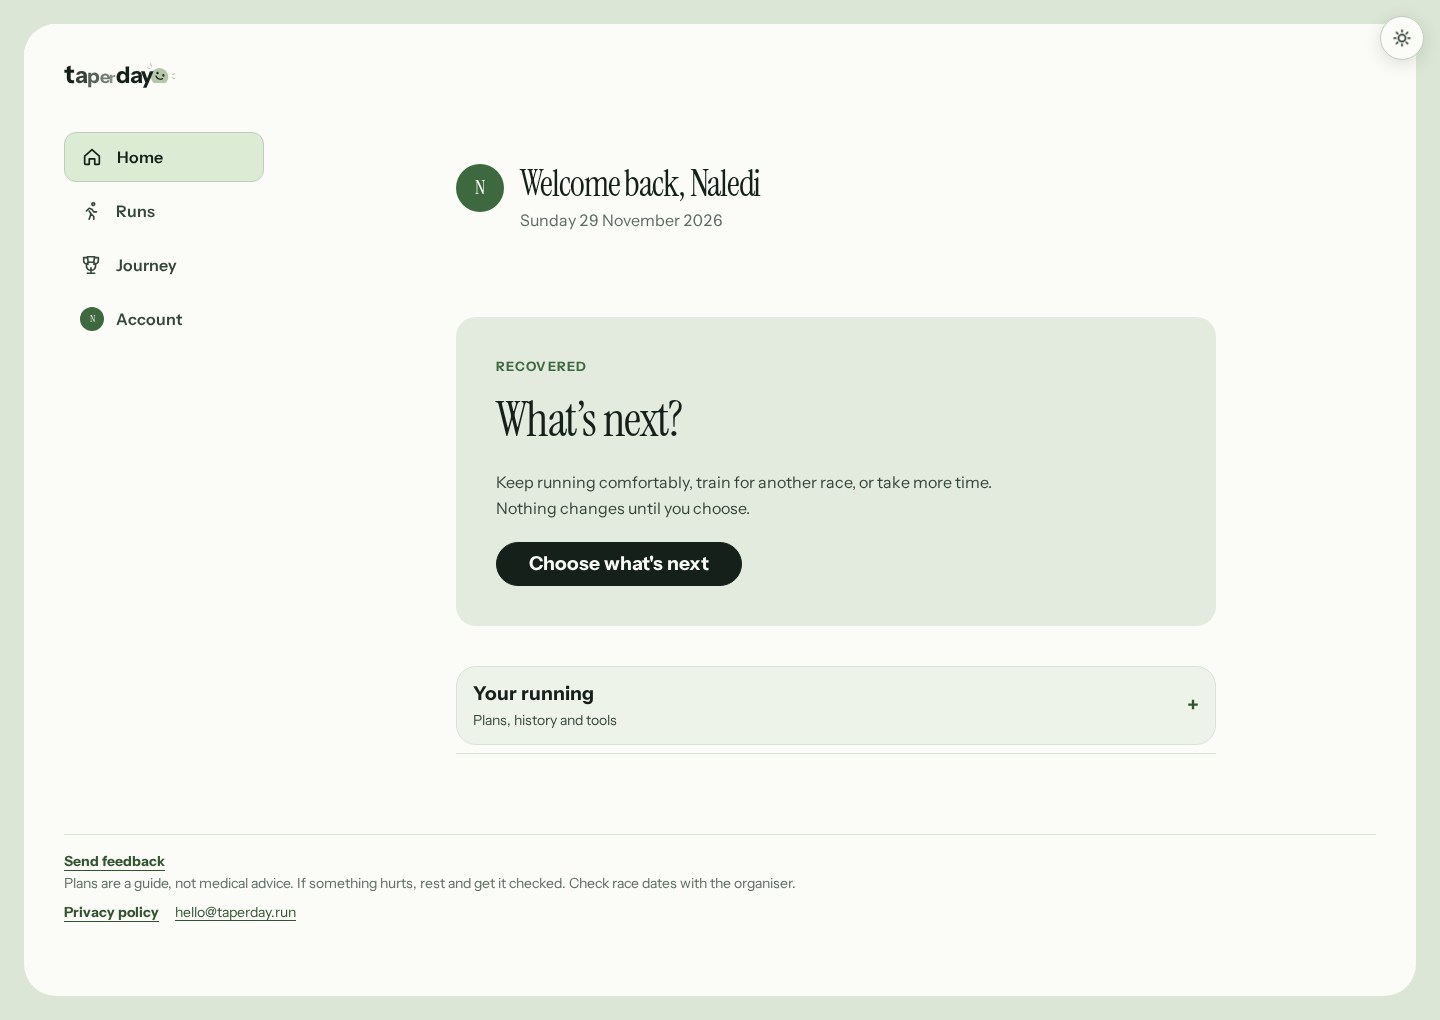 taperday
Home
Runs
Journey
N Account
N
Welcome back, Naledi
Sunday 29 November 2026
RECOVERED
What’s next?
Keep running comfortably, train for another race, or take more time.
Nothing changes until you choose.
Choose what's next
Your running
Plans, history and tools
+
Send feedback
Plans are a guide, not medical advice. If something hurts, rest and get it checked. Check race dates with the organiser.
Privacy policy hello@taperday.run